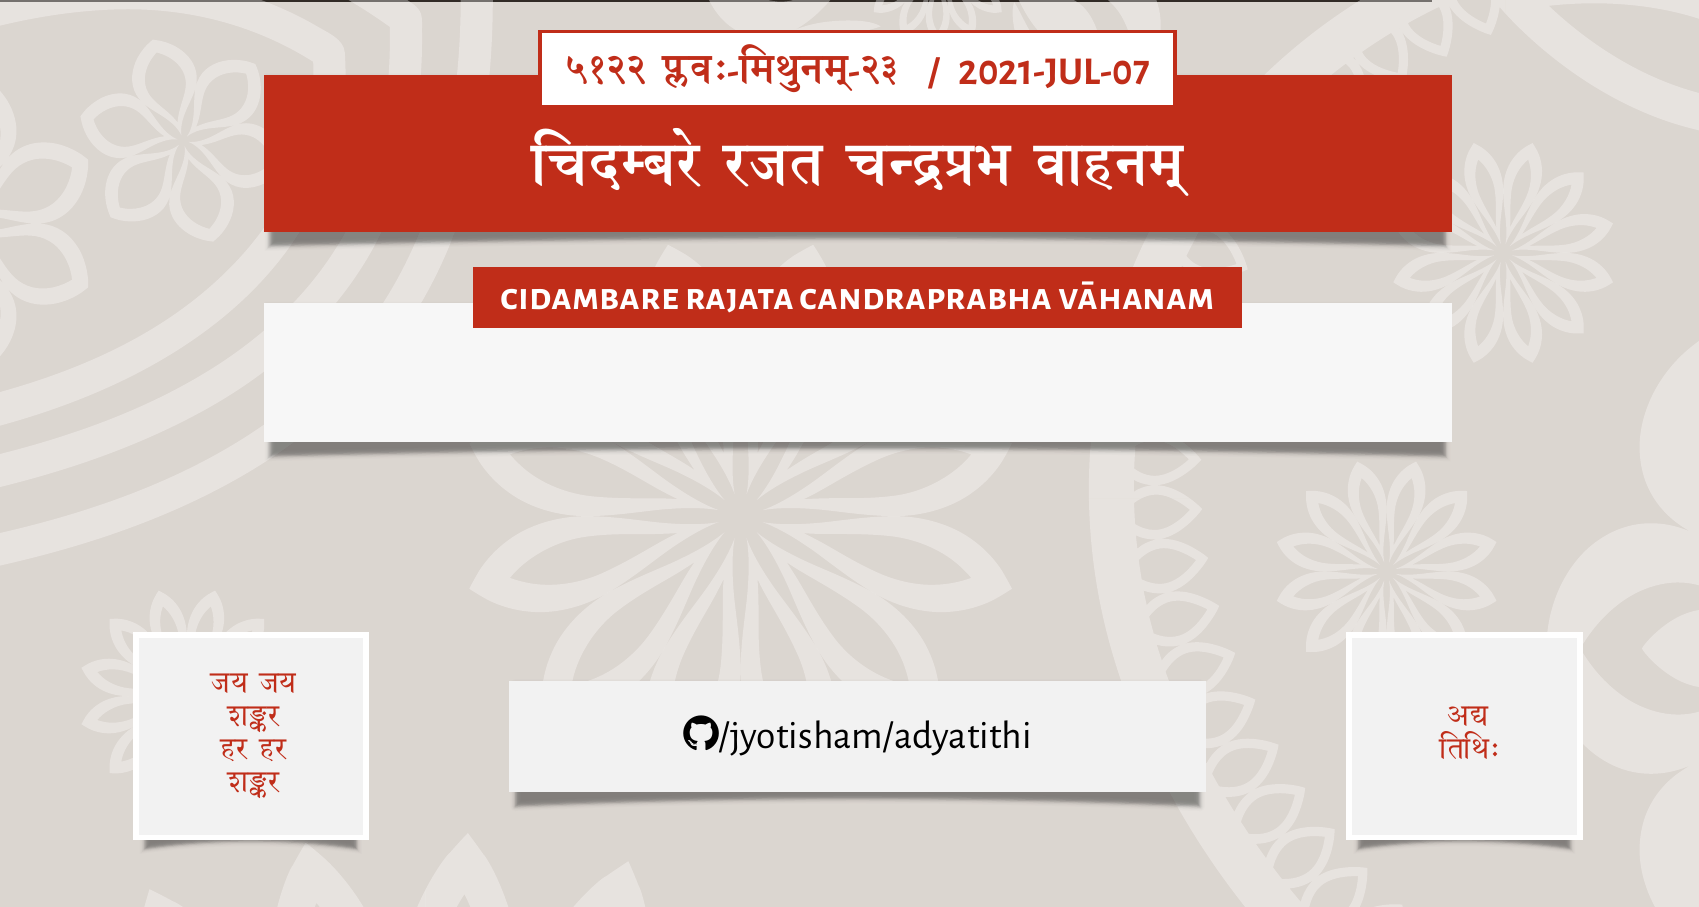 ५१२२ प्लवः-मिथुनम्-२३ / 2021-JUL-07
चिदम्बरे रजत चन्द्रप्रभ वाहनम्
CIDAMBARE RAJATA CANDRAPRABHA VĀHANAM
जय जय
शङ्कर
हर हर
शङ्कर
/jyotisham/adyatithi
अद्य
तिथिः